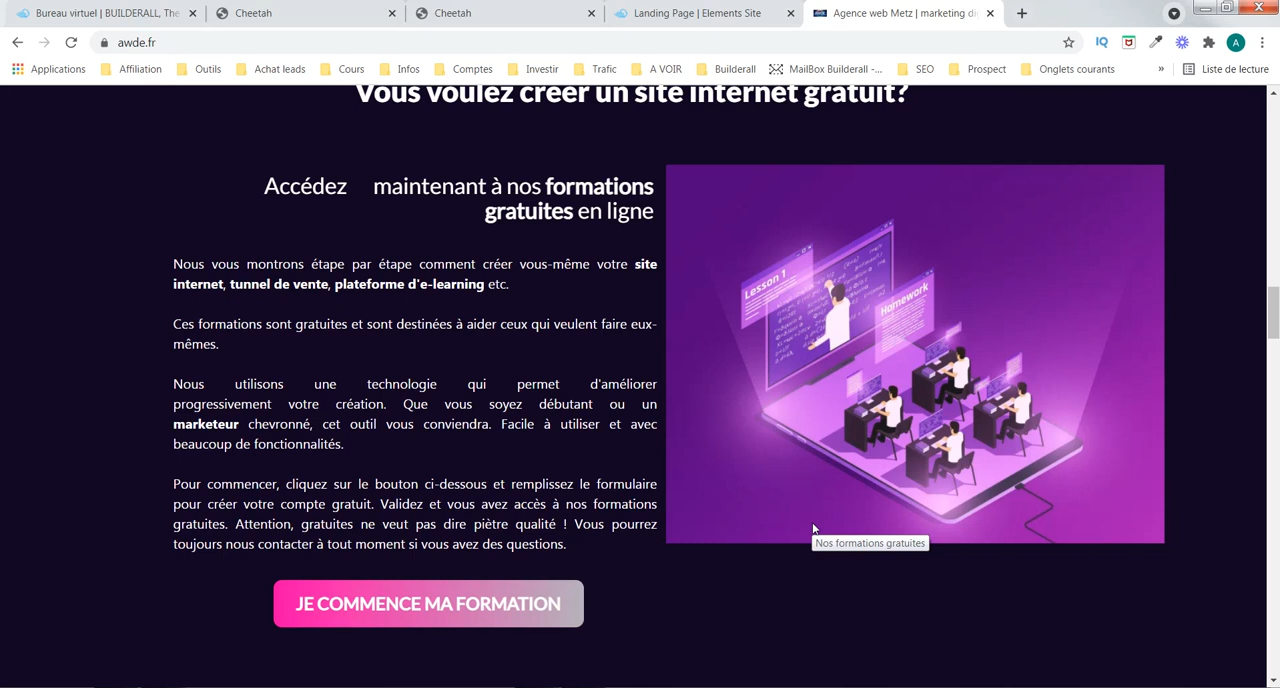 Bureau virtuel | BUILDERALL, The
Cheetah
Cheetah
Landing Page | Elements Site
Agence web Metz | marketing di
awde.fr
IQ
A
Applications
Affiliation
Outils
Achat leads
Cours
Infos
Comptes
Investir
Trafic
A VOIR
Builderall
MailBox Builderall -...
SEO
Prospect
Onglets courants
»
Liste de lecture
Vous voulez créer un site internet gratuit?
Accédez maintenant à nos formations
gratuites en ligne
Nous vous montrons étape par étape comment créer vous-même votre site
internet, tunnel de vente, plateforme d'e-learning etc.
Ces formations sont gratuites et sont destinées à aider ceux qui veulent faire eux-
mêmes.
Nous utilisons une technologie qui permet d'améliorer
progressivement votre création. Que vous soyez débutant ou un
marketeur chevronné, cet outil vous conviendra. Facile à utiliser et avec
beaucoup de fonctionnalités.
Pour commencer, cliquez sur le bouton ci-dessous et remplissez le formulaire
pour créer votre compte gratuit. Validez et vous avez accès à nos formations
gratuites. Attention, gratuites ne veut pas dire piètre qualité ! Vous pourrez
toujours nous contacter à tout moment si vous avez des questions.
JE COMMENCE MA FORMATION
Lesson 1
Homework
Nos formations gratuites